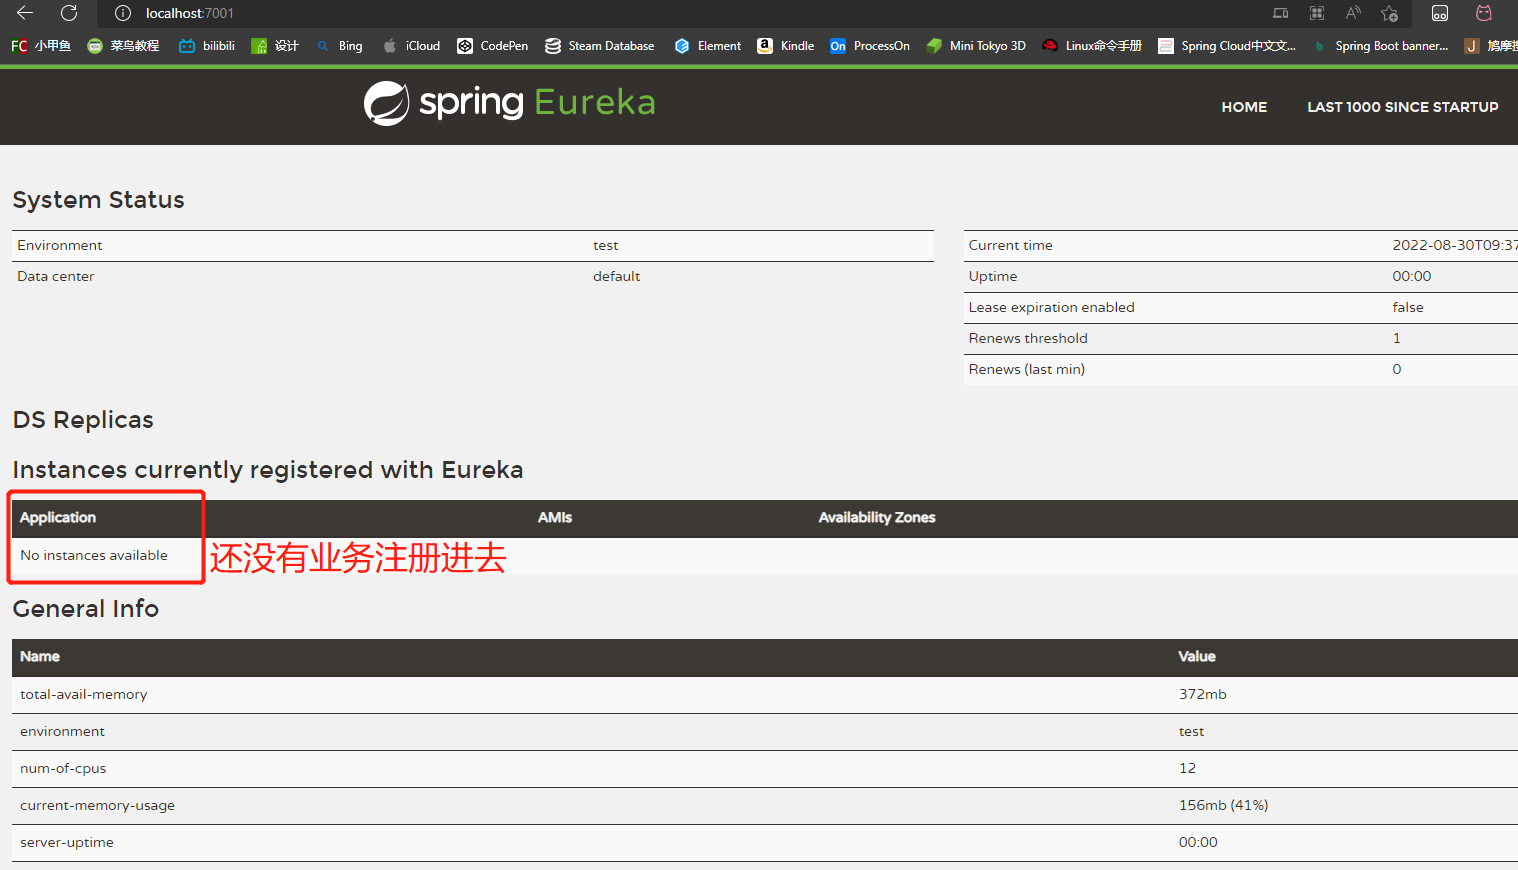 localhost:7001
FC 小甲鱼 菜鸟教程 bilibili 设计 Bing iCloud CodePen Steam Database Element Kindle On ProcessOn Mini Tokyo 3D Linux命令手册 Spring Cloud中文文... Spring Boot banner... J 鸠摩搜
spring Eureka
HOME LAST 1000 SINCE STARTUP
System Status
Environment test
Data center default
Current time 2022-08-30T09:37
Uptime 00:00
Lease expiration enabled false
Renews threshold 1
Renews (last min) 0
DS Replicas
Instances currently registered with Eureka
Application AMIs Availability Zones
No instances available
还没有业务注册进去
General Info
Name Value
total-avail-memory 372mb
environment test
num-of-cpus 12
current-memory-usage 156mb (41%)
server-uptime 00:00